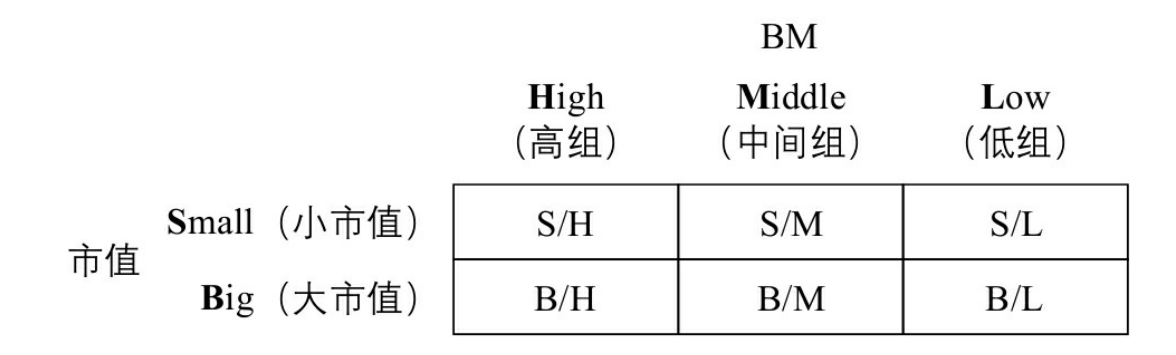 BM
High Middle Low
（高组） （中间组） （低组）
Small（小市值） S/H S/M S/L
市值
Big（大市值） B/H B/M B/L